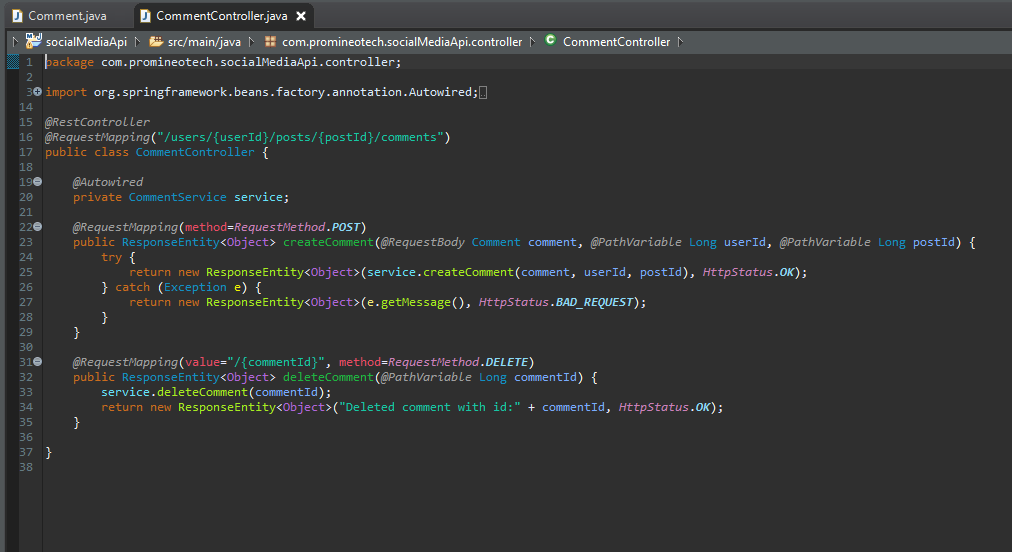 Comment.java CommentController.java
socialMediaApi src/main/java com.promineotech.socialMediaApi.controller CommentController
1 package com.promineotech.socialMediaApi.controller;
2
3 import org.springframework.beans.factory.annotation.Autowired;
14
15 @RestController
16 @RequestMapping("/users/{userId}/posts/{postId}/comments")
17 public class CommentController {
18
19 @Autowired
20 private CommentService service;
21
22 @RequestMapping(method=RequestMethod.POST)
23 public ResponseEntity<Object> createComment(@RequestBody Comment comment, @PathVariable Long userId, @PathVariable Long postId) {
24 try {
25 return new ResponseEntity<Object>(service.createComment(comment, userId, postId), HttpStatus.OK);
26 } catch (Exception e) {
27 return new ResponseEntity<Object>(e.getMessage(), HttpStatus.BAD_REQUEST);
28 }
29 }
30
31 @RequestMapping(value="/{commentId}", method=RequestMethod.DELETE)
32 public ResponseEntity<Object> deleteComment(@PathVariable Long commentId) {
33 service.deleteComment(commentId);
34 return new ResponseEntity<Object>("Deleted comment with id:" + commentId, HttpStatus.OK);
35 }
36
37 }
38